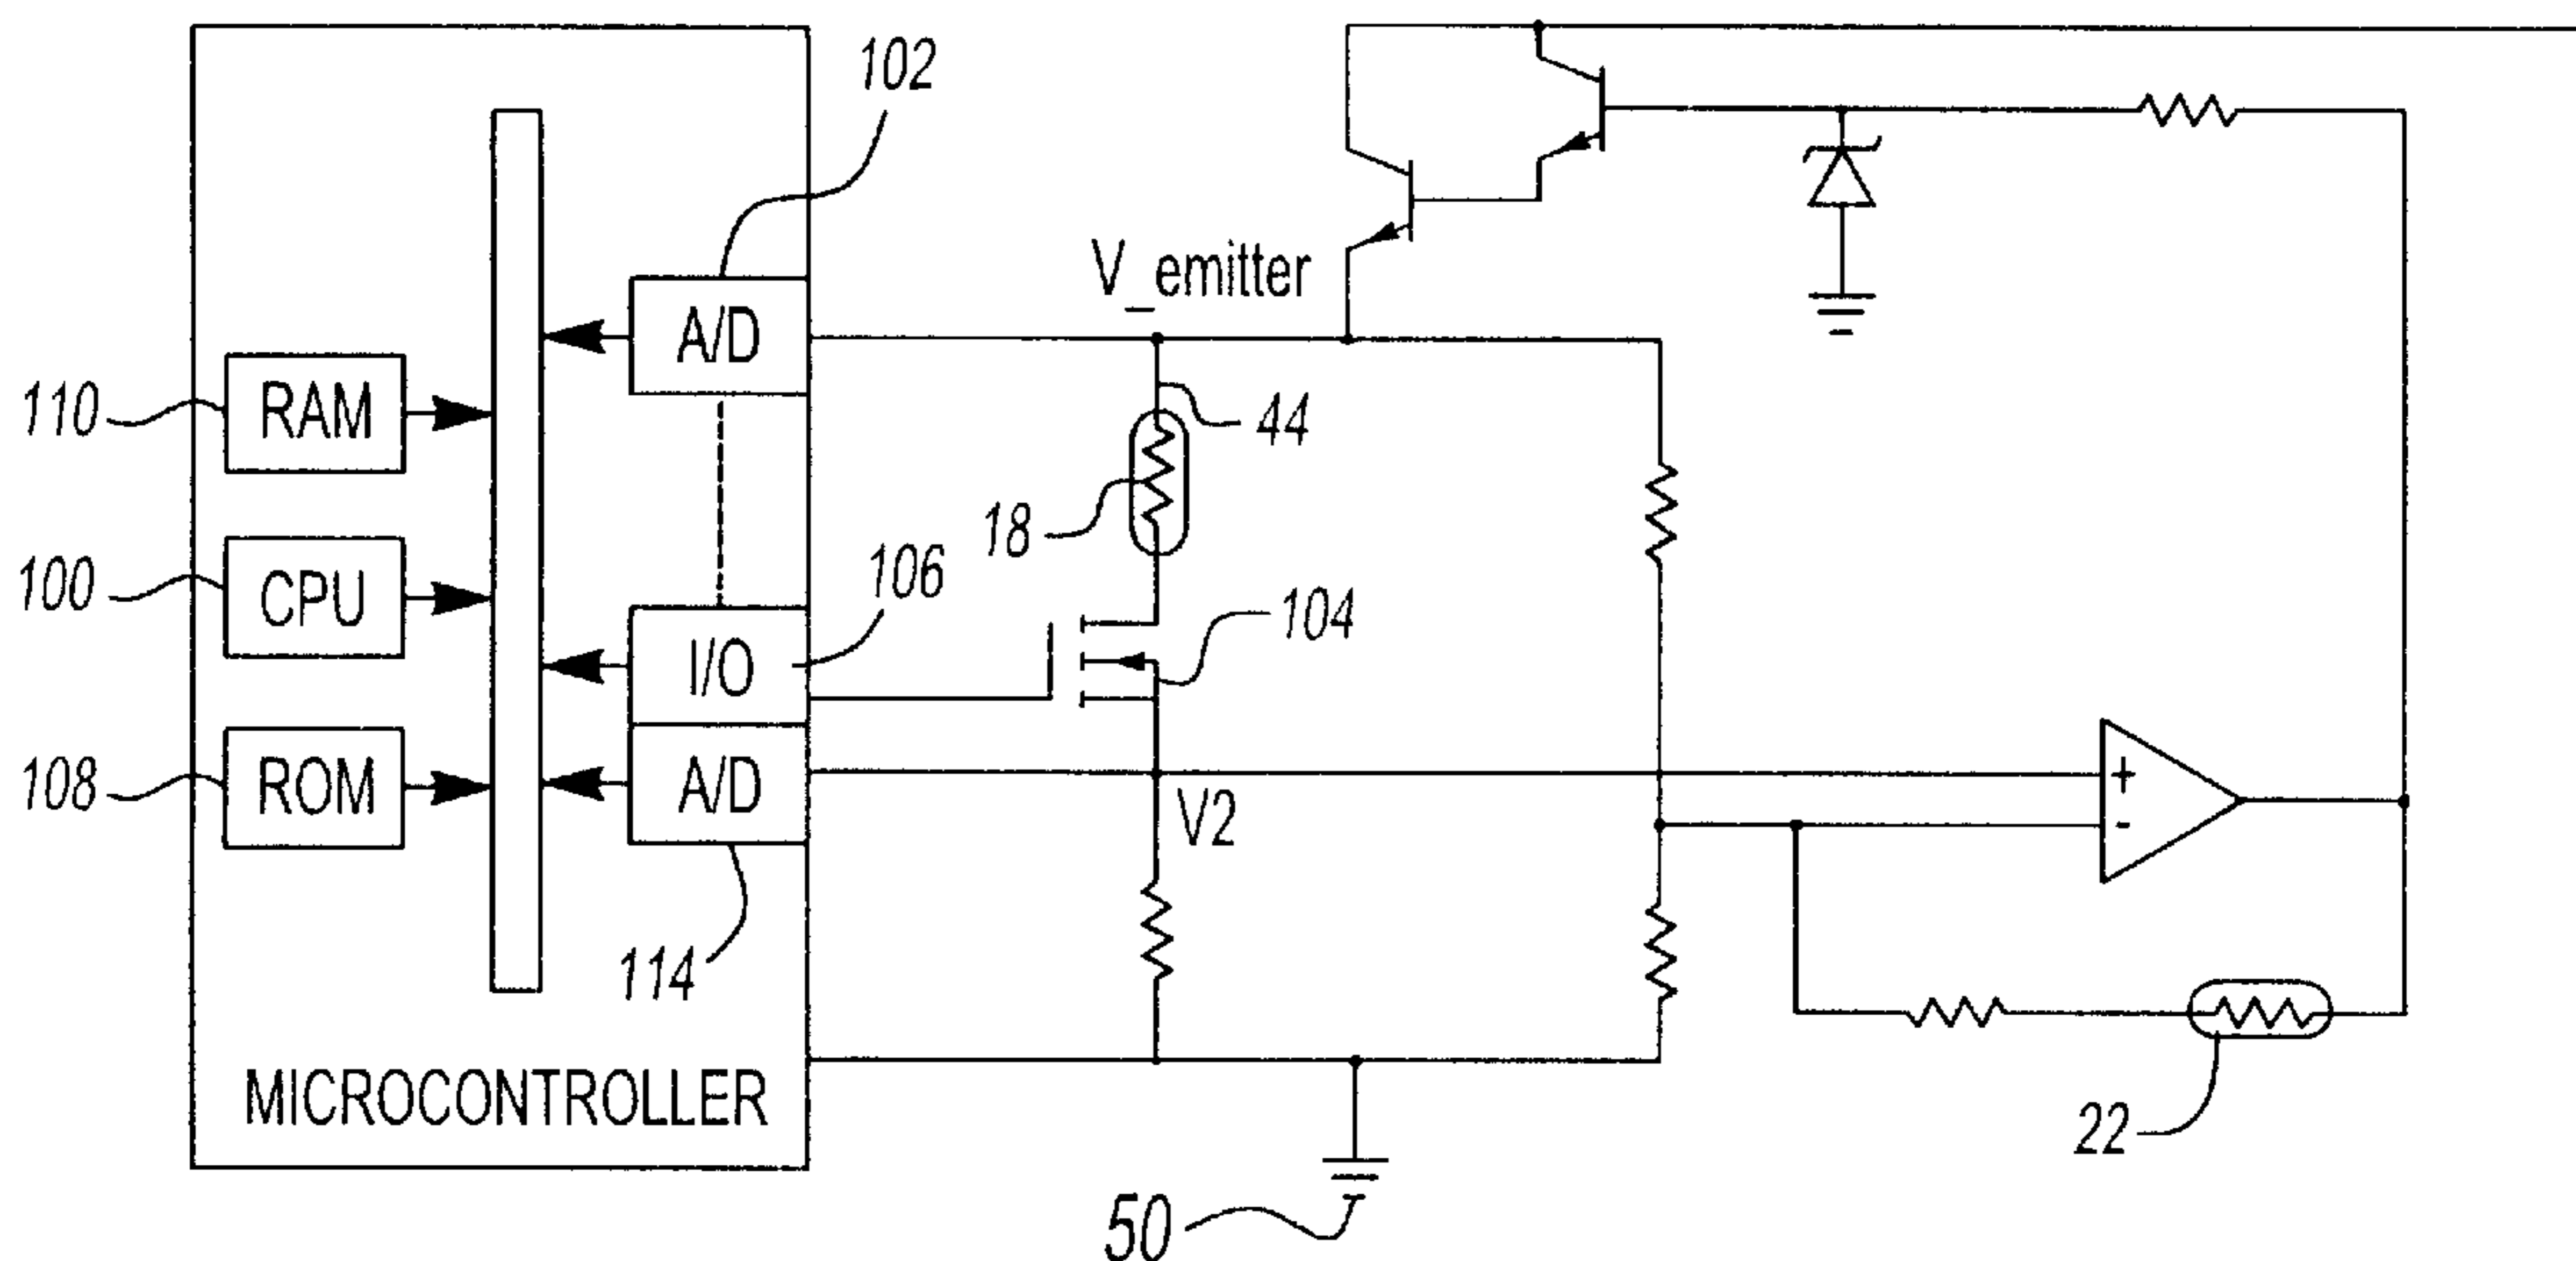 102
A/D
V_emitter
110
RAM
44
18
100
CPU
106
I/O
104
108
ROM
A/D
V2
+
-
114
MICROCONTROLLER
22
50